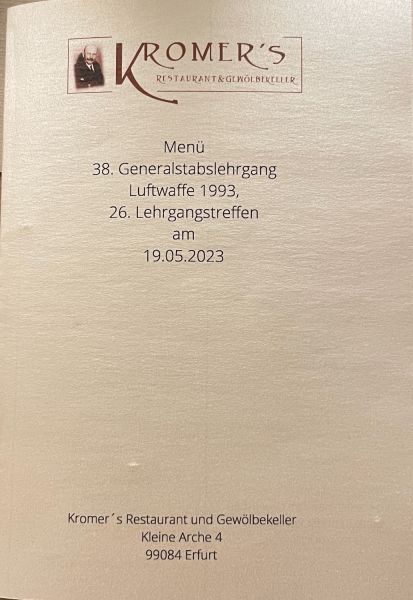 KROMER´S
RESTAURANT&GEWÖLBEKELLER
Menü
38. Generalstabslehrgang
Luftwaffe 1993,
26. Lehrgangstreffen
am
19.05.2023
Kromer´s Restaurant und Gewölbekeller
Kleine Arche 4
99084 Erfurt